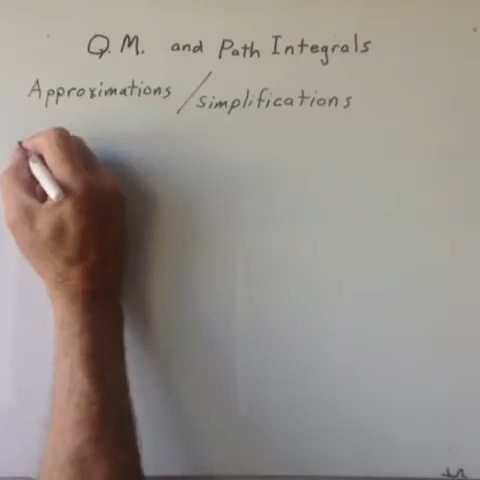 Q.M. and Path Integrals
Approximations / simplifications